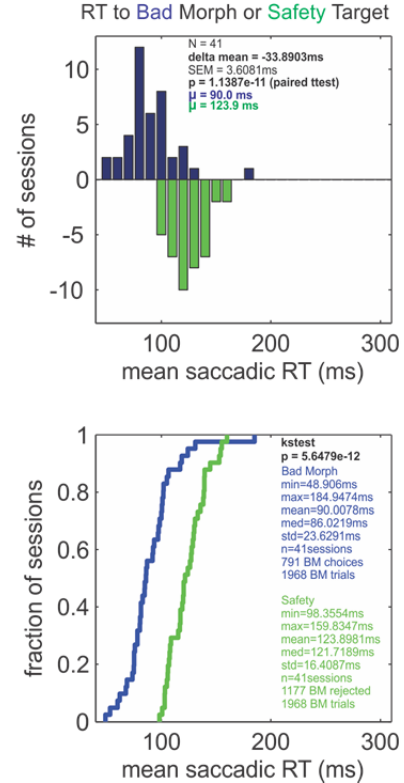 RT to Bad Morph or Safety Target
N = 41
delta mean = -33.8903ms
SEM = 3.6081ms
p = 1.1387e-11 (paired ttest)
μ = 90.0 ms
μ = 123.9 ms
# of sessions
10
5
0
-5
-10
100
200
300
mean saccadic RT (ms)
fraction of sessions
1
0.8
0.6
0.4
0.2
0
kstest
p = 5.6479e-12
Bad Morph
min=48.906ms
max=184.9474ms
mean=90.0078ms
med=86.0219ms
std=23.6291ms
n=41sessions
791 BM choices
1968 BM trials
Safety
min=98.3554ms
max=159.8347ms
mean=123.8981ms
med=121.7189ms
std=16.4087ms
n=41sessions
1177 BM rejected
1968 BM trials
100
200
300
mean saccadic RT (ms)